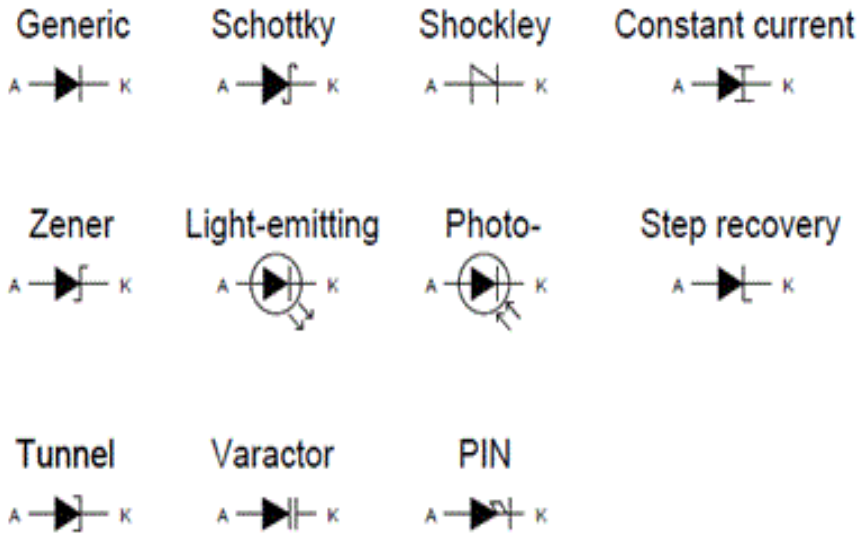 Generic Schottky Shockley Constant current
A K A K A K A K
Zener Light-emitting Photo- Step recovery
A K A K A K A K
Tunnel Varactor PIN
A K A K A K